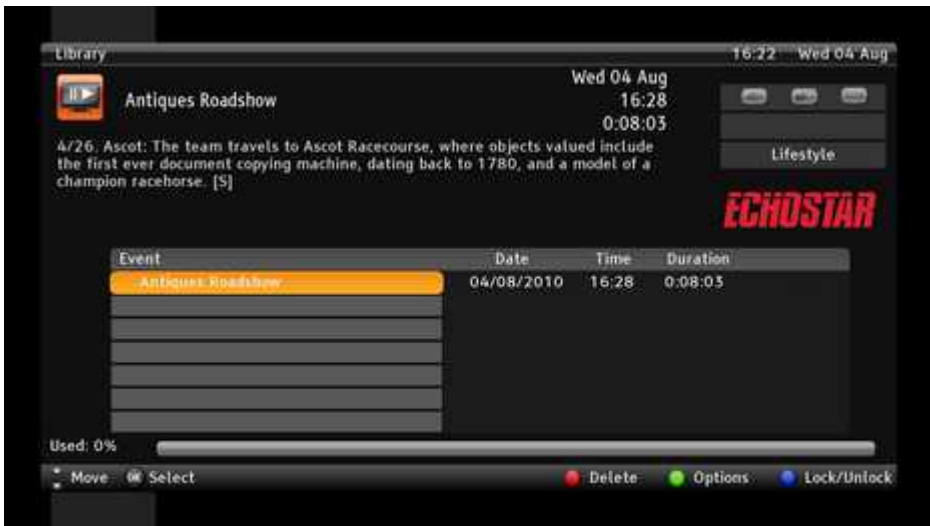 Library 16:22 Wed 04 Aug
Antiques Roadshow
Wed 04 Aug
16:28
0:08:03
4/26. Ascot: The team travels to Ascot Racecourse, where objects valued include
the first ever document copying machine, dating back to 1780, and a model of a
champion racehorse. [S]
Lifestyle
ECHOSTAR
Event Date Time Duration
Antiques Roadshow 04/08/2010 16:28 0:08:03
Used: 0%
Move OK Select Delete Options Lock/Unlock